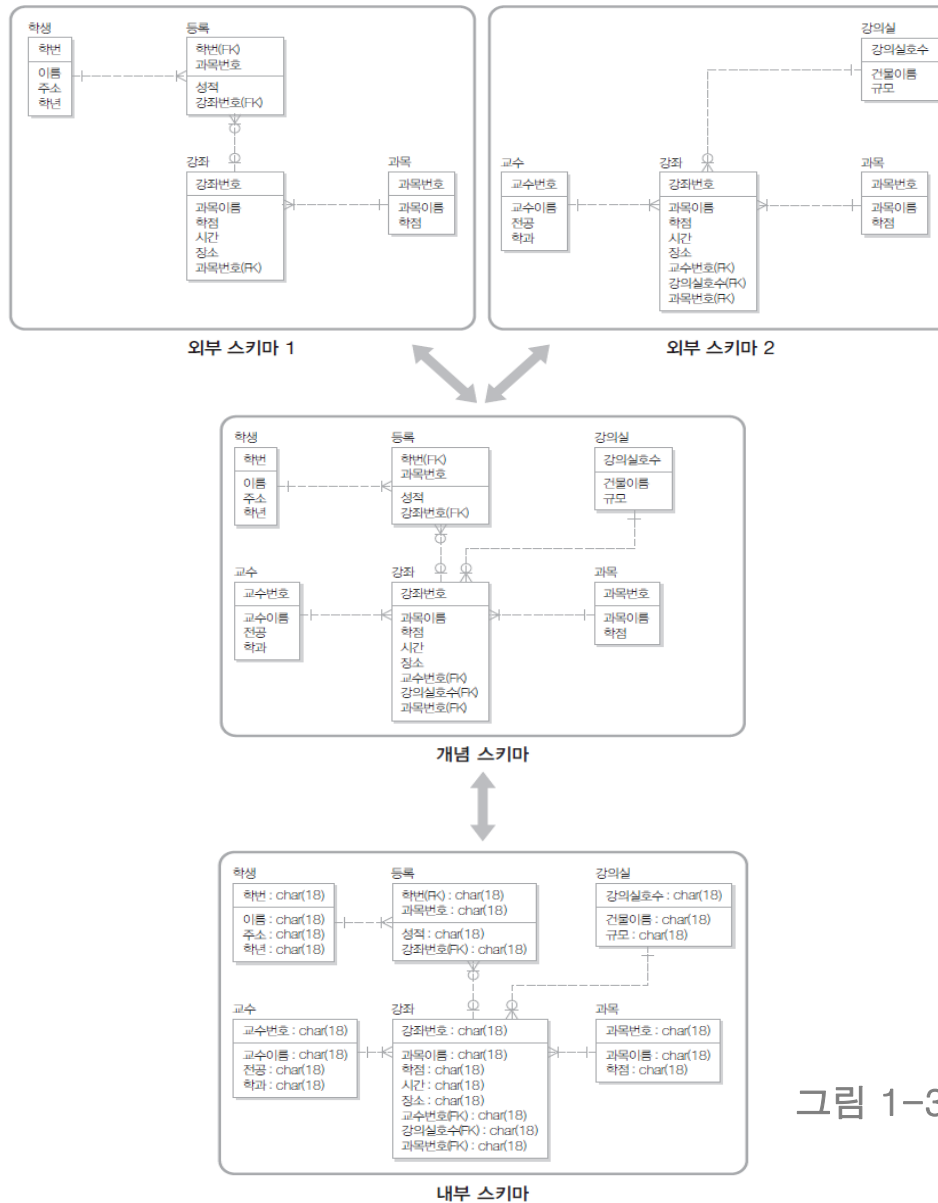 학생
학번
이름
주소
학년
등록
학번(FK)
과목번호
성적
강좌번호(FK)
강좌
강좌번호
과목이름
학점
시간
장소
과목번호(FK)
과목
과목번호
과목이름
학점
외부 스키마 1
강의실
강의실호수
건물이름
규모
교수
교수번호
교수이름
전공
학과
강좌
강좌번호
과목이름
학점
시간
장소
교수번호(FK)
강의실호수(FK)
과목번호(FK)
과목
과목번호
과목이름
학점
외부 스키마 2
학생
학번
이름
주소
학년
등록
학번(FK)
과목번호
성적
강좌번호(FK)
강의실
강의실호수
건물이름
규모
교수
교수번호
교수이름
전공
학과
강좌
강좌번호
과목이름
학점
시간
장소
교수번호(FK)
강의실호수(FK)
과목번호(FK)
과목
과목번호
과목이름
학점
개념 스키마
학생
학번 : char(18)
이름 : char(18)
주소 : char(18)
학년 : char(18)
등록
학번(FK) : char(18)
과목번호 : char(18)
성적 : char(18)
강좌번호(FK) : char(18)
강의실
강의실호수 : char(18)
건물이름 : char(18)
규모 : char(18)
교수
교수번호 : char(18)
교수이름 : char(18)
전공 : char(18)
학과 : char(18)
강좌
강좌번호 : char(18)
과목이름 : char(18)
학점 : char(18)
시간 : char(18)
장소 : char(18)
교수번호(FK) : char(18)
강의실호수(FK) : char(18)
과목번호(FK) : char(18)
과목
과목번호 : char(18)
과목이름 : char(18)
학점 : char(18)
내부 스키마
그림 1-3